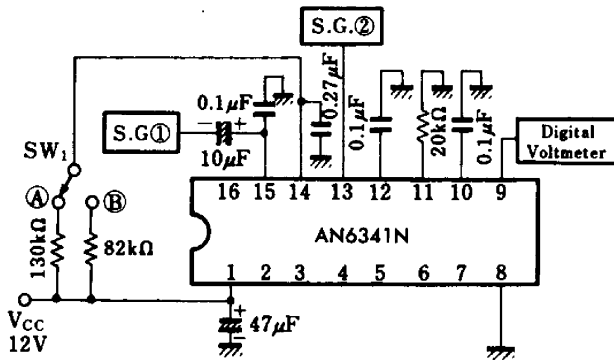 S.G.②
S.G①
0.1μF
10μF
0.27μF
0.1μF
20kΩ
0.1μF
Digital
Voltmeter
SW₁
Ⓐ
Ⓑ
130kΩ
82kΩ
16 15 14 13 12 11 10 9
AN6341N
1 2 3 4 5 6 7 8
VCC
12V
47μF
− +
+
−